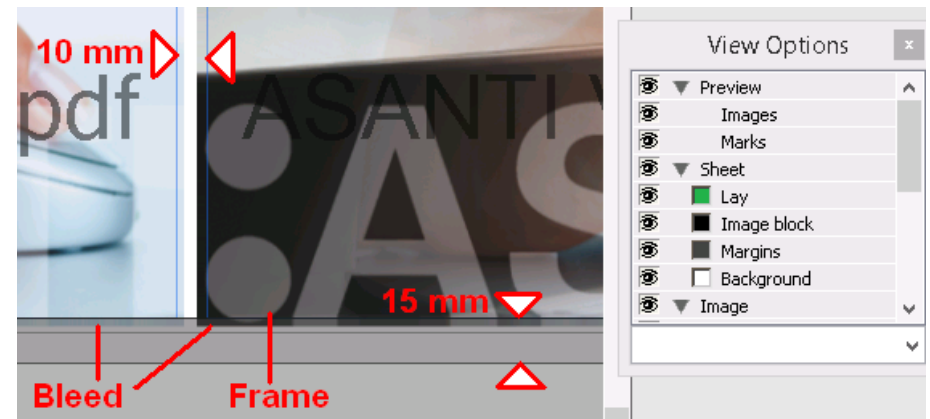 10 mm
pdf
ASANTI
:AS
15 mm
Bleed
Frame
View Options
x
Preview
Images
Marks
Sheet
Lay
Image block
Margins
Background
Image